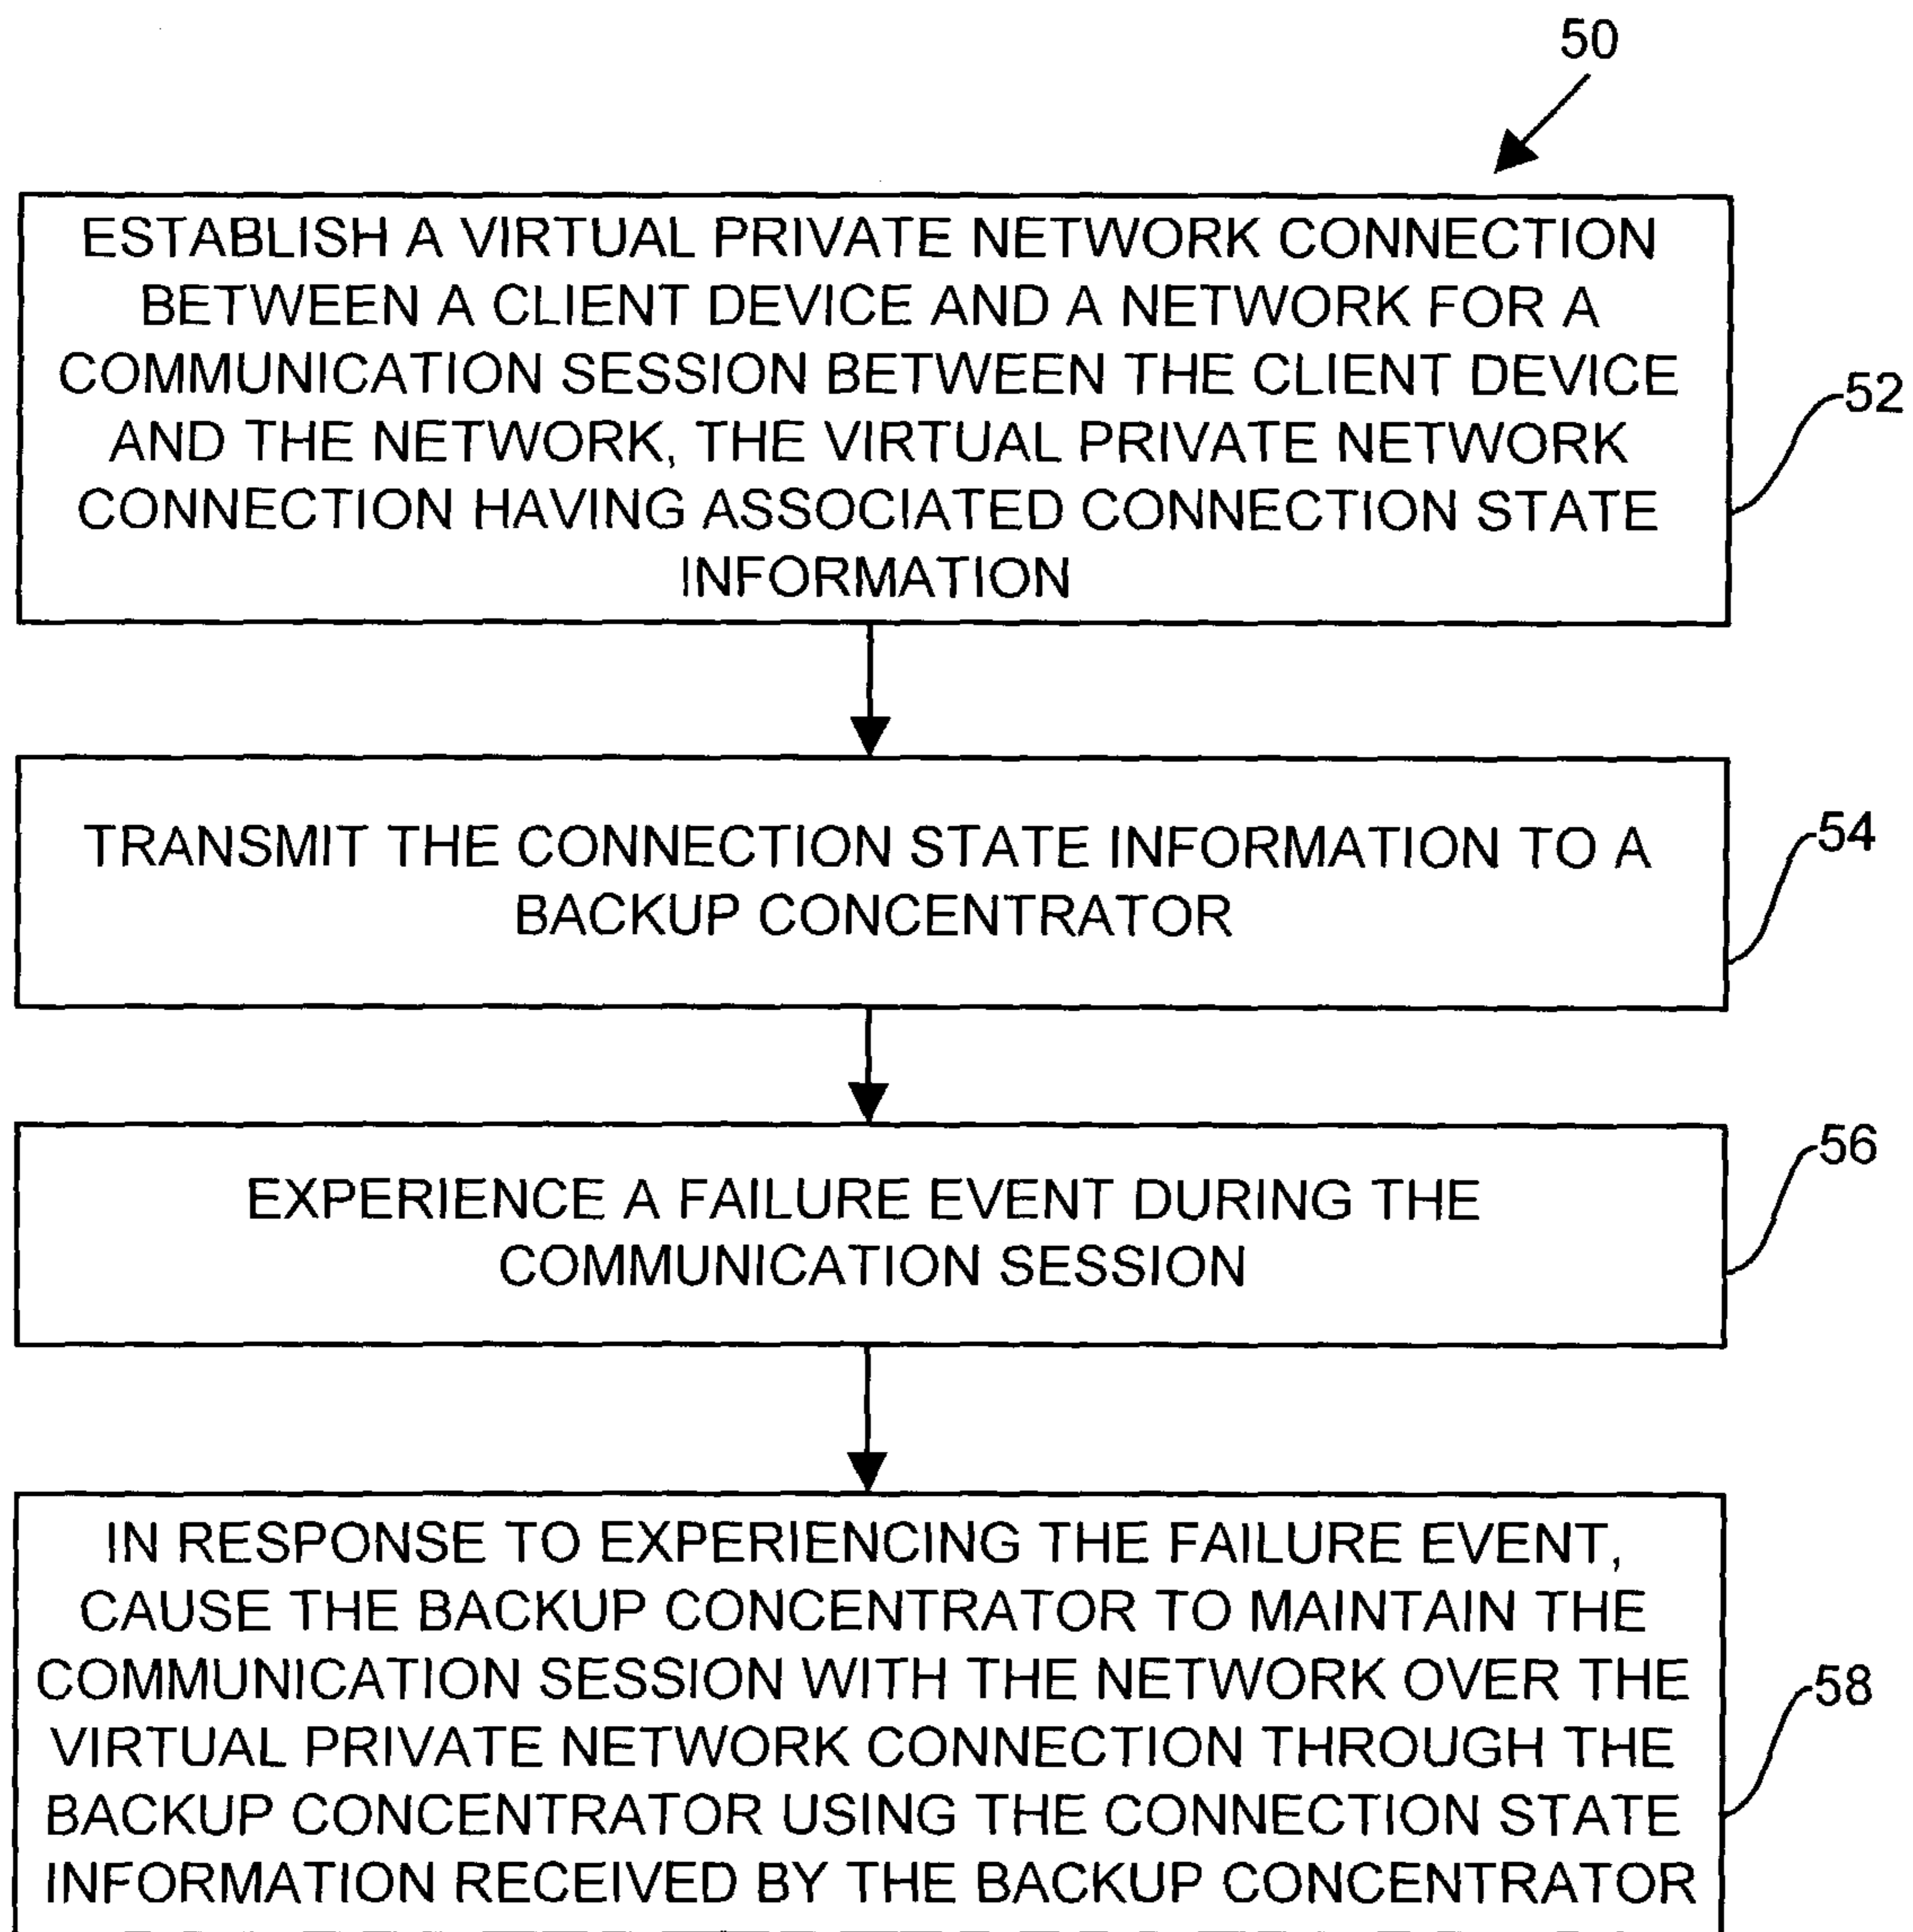 50
ESTABLISH A VIRTUAL PRIVATE NETWORK CONNECTION
BETWEEN A CLIENT DEVICE AND A NETWORK FOR A
COMMUNICATION SESSION BETWEEN THE CLIENT DEVICE
AND THE NETWORK, THE VIRTUAL PRIVATE NETWORK
CONNECTION HAVING ASSOCIATED CONNECTION STATE
INFORMATION
52
TRANSMIT THE CONNECTION STATE INFORMATION TO A
BACKUP CONCENTRATOR
54
EXPERIENCE A FAILURE EVENT DURING THE
COMMUNICATION SESSION
56
IN RESPONSE TO EXPERIENCING THE FAILURE EVENT,
CAUSE THE BACKUP CONCENTRATOR TO MAINTAIN THE
COMMUNICATION SESSION WITH THE NETWORK OVER THE
VIRTUAL PRIVATE NETWORK CONNECTION THROUGH THE
BACKUP CONCENTRATOR USING THE CONNECTION STATE
INFORMATION RECEIVED BY THE BACKUP CONCENTRATOR
58